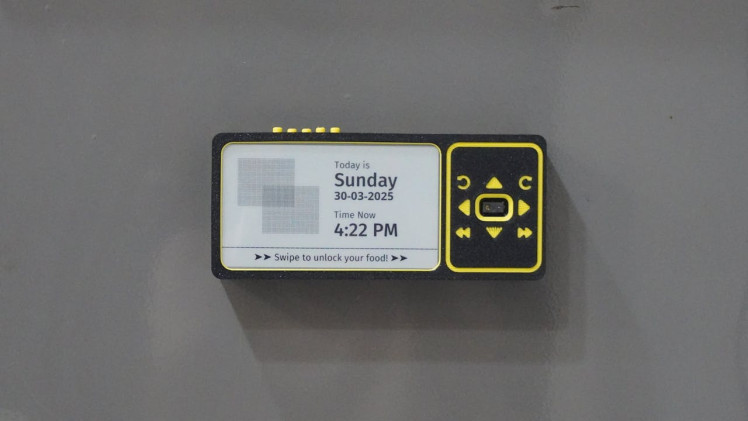 Today is
Sunday
30-03-2025
Time Now
4:22 PM
➤➤ Swipe to unlock your food! ➤➤